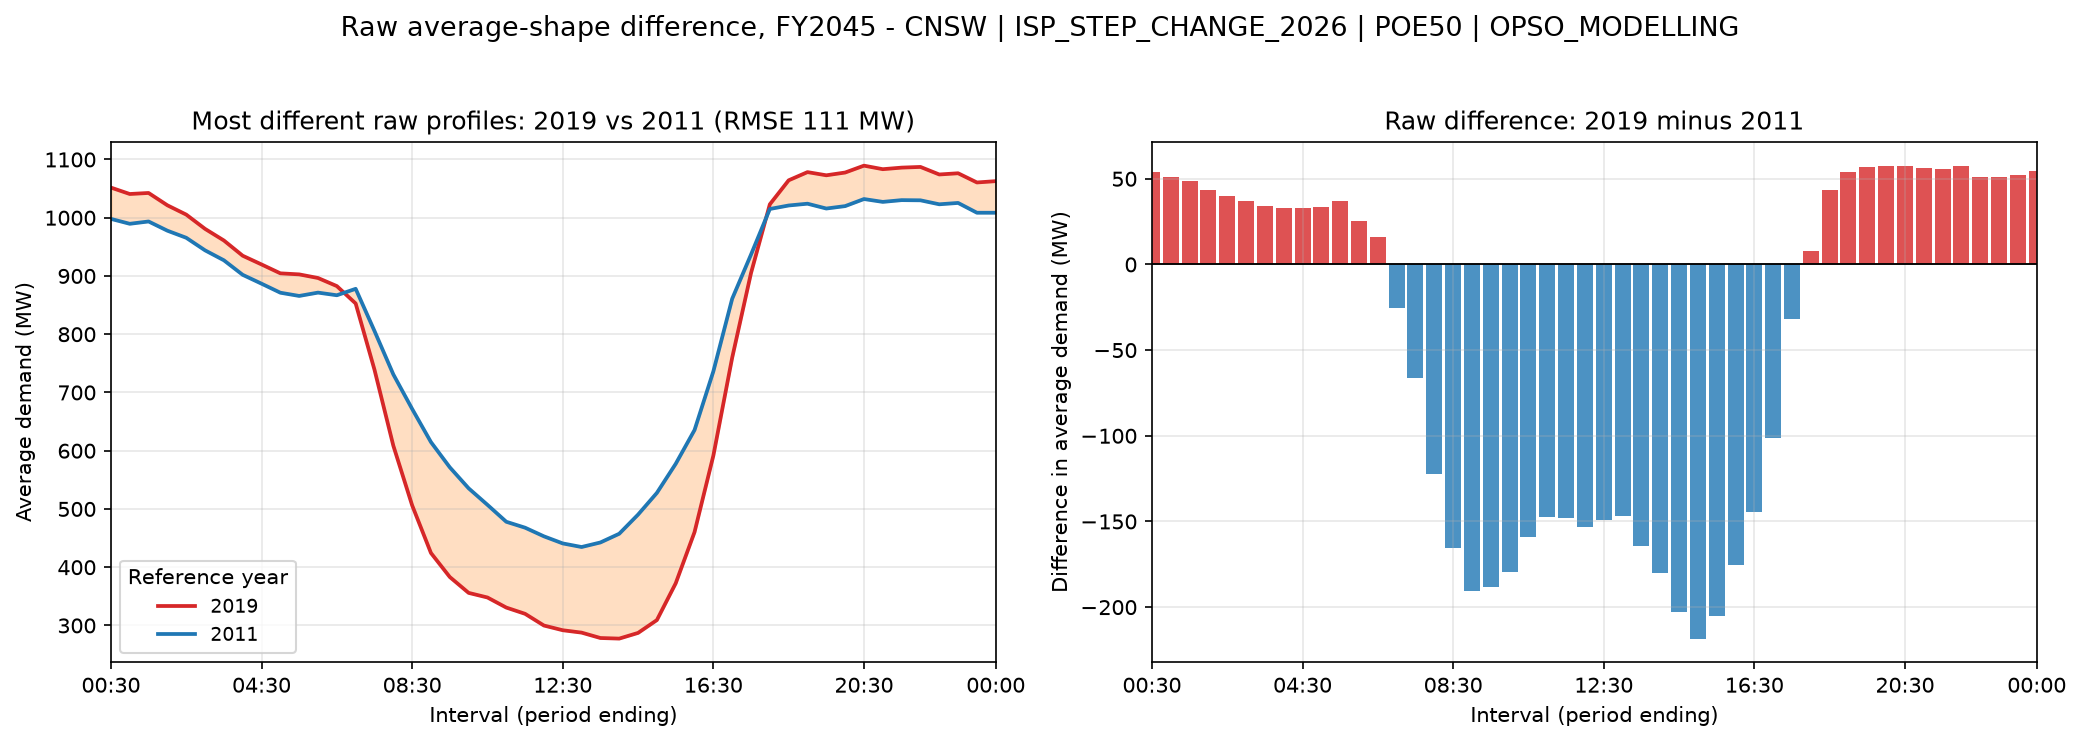 Raw average-shape difference, FY2045 - CNSW | ISP_STEP_CHANGE_2026 | POE50 | OPSO_MODELLING
Most different raw profiles: 2019 vs 2011 (RMSE 111 MW)
Average demand (MW)
1100
1000
900
800
700
600
500
400
300
Reference year
2019
2011
00:30 04:30 08:30 12:30 16:30 20:30 00:00
Interval (period ending)
Raw difference: 2019 minus 2011
Difference in average demand (MW)
50
0
−50
−100
−150
−200
00:30 04:30 08:30 12:30 16:30 20:30 00:00
Interval (period ending)